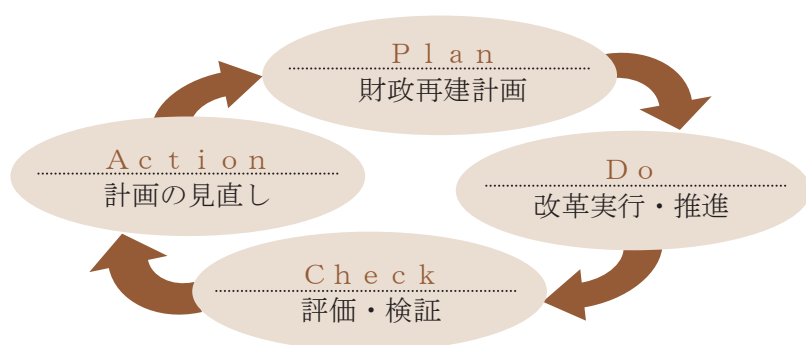 Ｐｌａｎ
財政再建計画
Ｄｏ
改革実行・推進
Ｃｈｅｃｋ
評価・検証
Ａｃｔｉｏｎ
計画の見直し